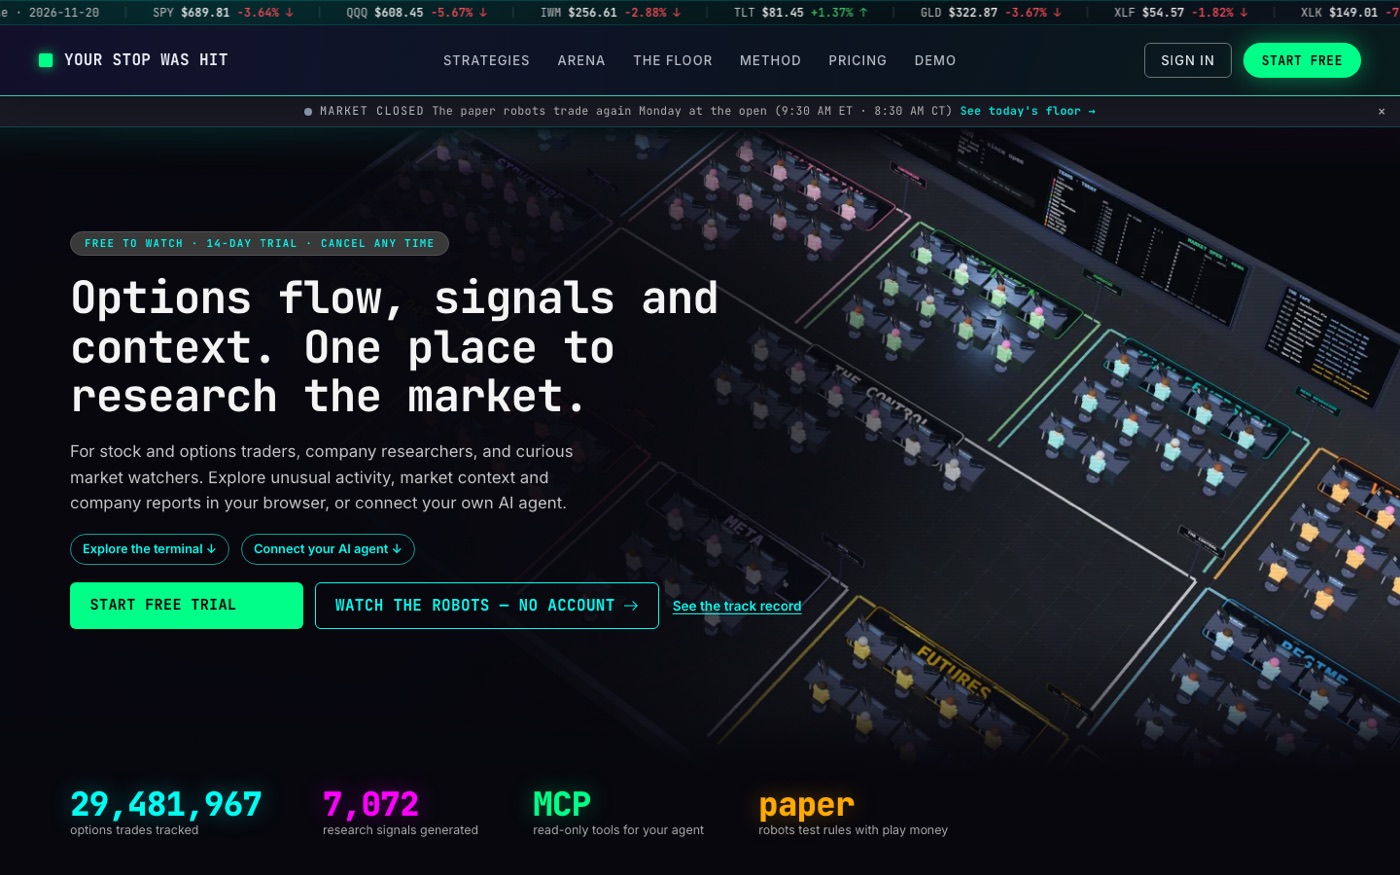 e · 2026-11-20 SPY $689.81 -3.64% ↓ QQQ $608.45 -5.67% ↓ IWM $256.61 -2.88% ↓ TLT $81.45 +1.37% ↑ GLD $322.87 -3.67% ↓ XLF $54.57 -1.82% ↓ XLK $149.01 -7
YOUR STOP WAS HIT
STRATEGIES ARENA THE FLOOR METHOD PRICING DEMO
SIGN IN START FREE
MARKET CLOSED The paper robots trade again Monday at the open (9:30 AM ET · 8:30 AM CT) See today's floor → ×
FREE TO WATCH · 14-DAY TRIAL · CANCEL ANY TIME
Options flow, signals and
context. One place to
research the market.
For stock and options traders, company researchers, and curious
market watchers. Explore unusual activity, market context and
company reports in your browser, or connect your own AI agent.
Explore the terminal ↓ Connect your AI agent ↓
START FREE TRIAL WATCH THE ROBOTS — NO ACCOUNT → See the track record
THE CONTROL
META
FUTURES
REGIME
29,481,967
options trades tracked
7,072
research signals generated
MCP
read-only tools for your agent
paper
robots test rules with play money